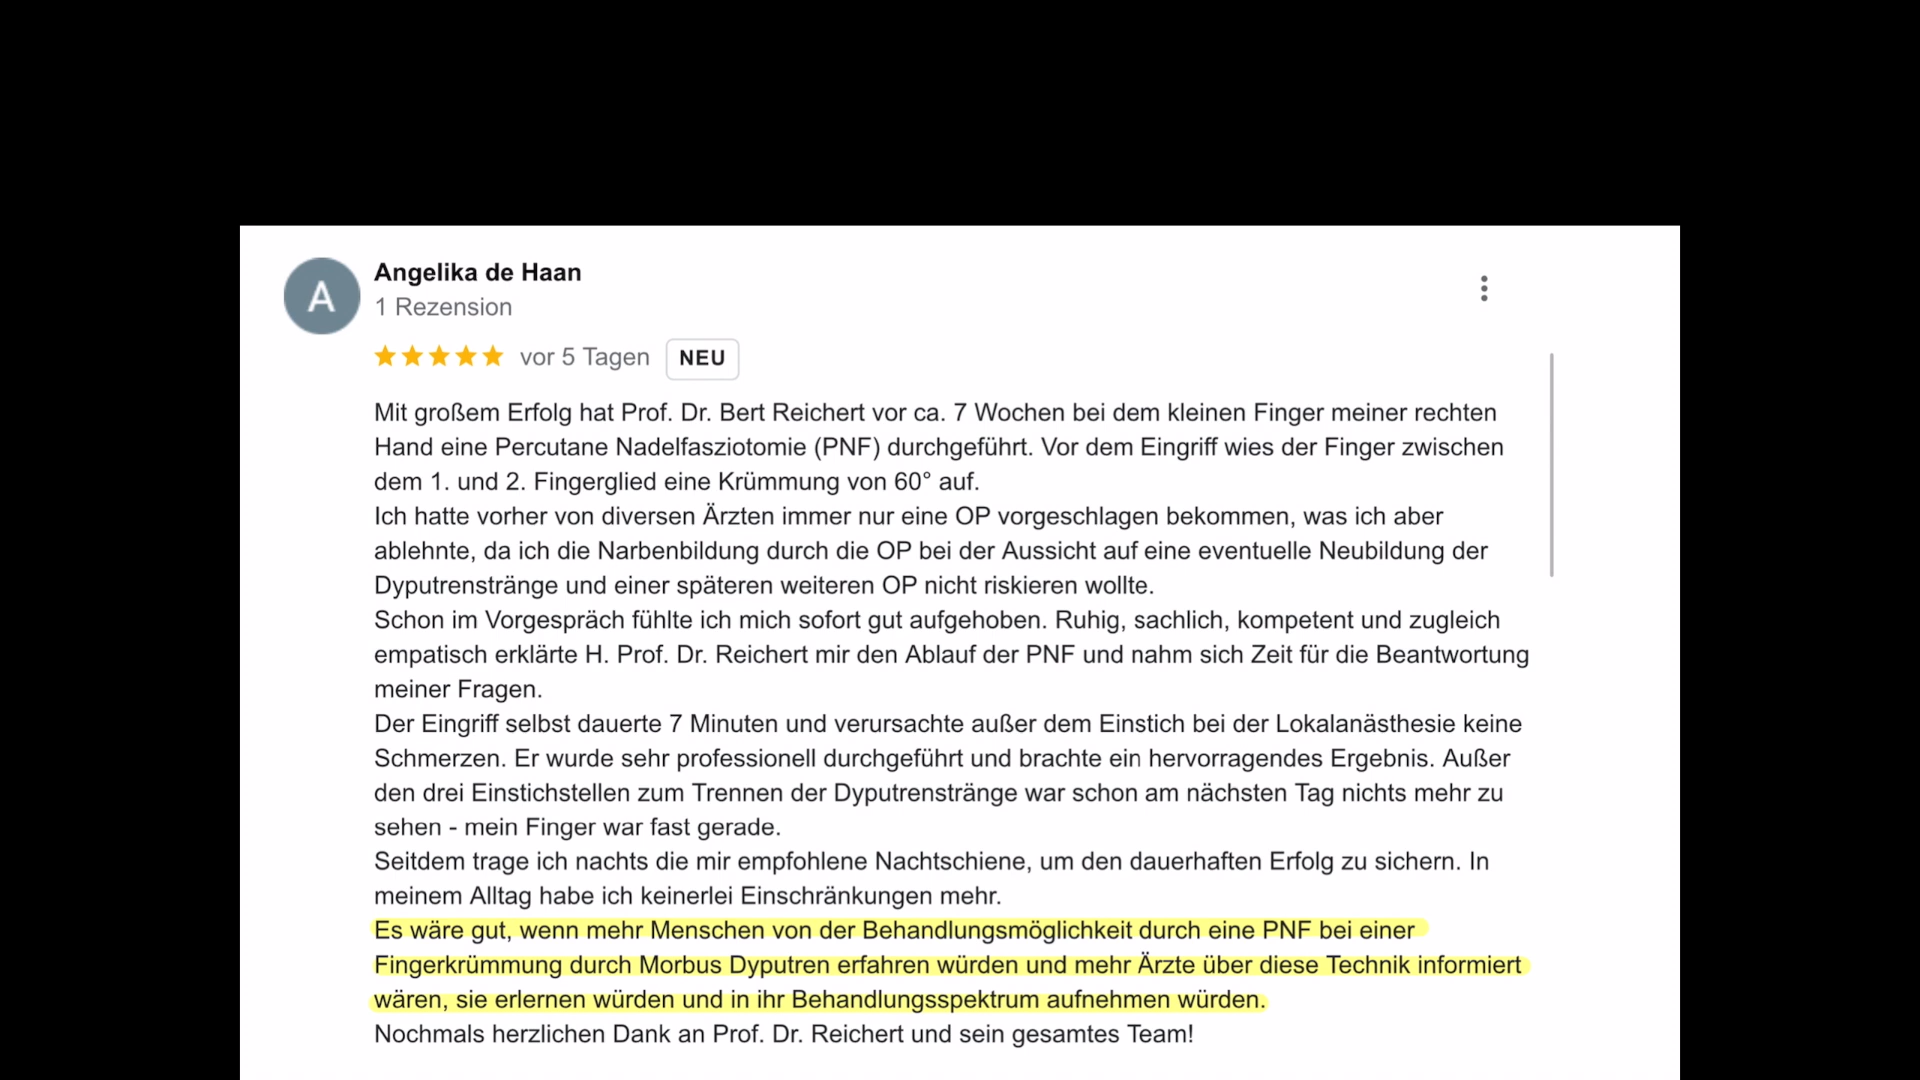 A
Angelika de Haan
1 Rezension
vor 5 Tagen NEU
Mit großem Erfolg hat Prof. Dr. Bert Reichert vor ca. 7 Wochen bei dem kleinen Finger meiner rechten
Hand eine Percutane Nadelfasziotomie (PNF) durchgeführt. Vor dem Eingriff wies der Finger zwischen
dem 1. und 2. Fingerglied eine Krümmung von 60° auf.
Ich hatte vorher von diversen Ärzten immer nur eine OP vorgeschlagen bekommen, was ich aber
ablehnte, da ich die Narbenbildung durch die OP bei der Aussicht auf eine eventuelle Neubildung der
Dyputrenstränge und einer späteren weiteren OP nicht riskieren wollte.
Schon im Vorgespräch fühlte ich mich sofort gut aufgehoben. Ruhig, sachlich, kompetent und zugleich
empatisch erklärte H. Prof. Dr. Reichert mir den Ablauf der PNF und nahm sich Zeit für die Beantwortung
meiner Fragen.
Der Eingriff selbst dauerte 7 Minuten und verursachte außer dem Einstich bei der Lokalanästhesie keine
Schmerzen. Er wurde sehr professionell durchgeführt und brachte ein hervorragendes Ergebnis. Außer
den drei Einstichstellen zum Trennen der Dyputrenstränge war schon am nächsten Tag nichts mehr zu
sehen - mein Finger war fast gerade.
Seitdem trage ich nachts die mir empfohlene Nachtschiene, um den dauerhaften Erfolg zu sichern. In
meinem Alltag habe ich keinerlei Einschränkungen mehr.
Es wäre gut, wenn mehr Menschen von der Behandlungsmöglichkeit durch eine PNF bei einer
Fingerkrümmung durch Morbus Dyputren erfahren würden und mehr Ärzte über diese Technik informiert
wären, sie erlernen würden und in ihr Behandlungsspektrum aufnehmen würden.
Nochmals herzlichen Dank an Prof. Dr. Reichert und sein gesamtes Team!